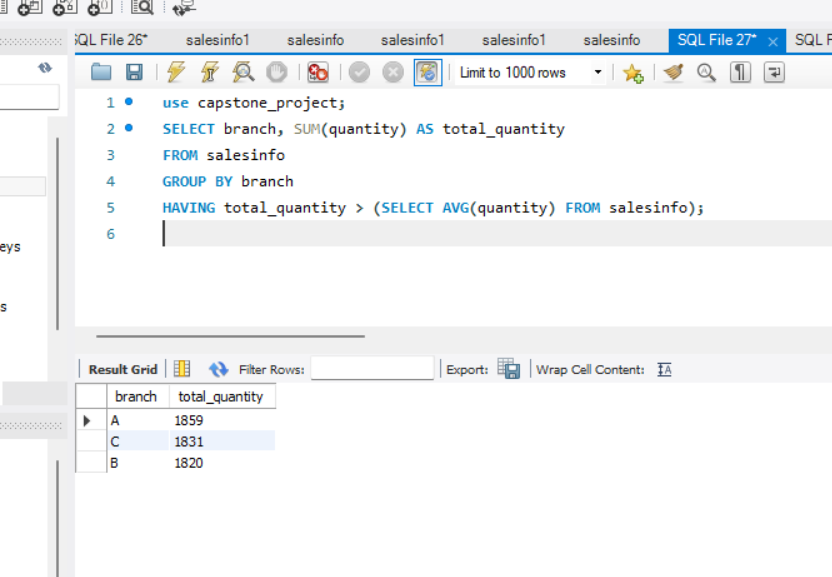 SQL File 26* salesinfo1 salesinfo salesinfo1 salesinfo1 salesinfo SQL File 27* × SQL F
Limit to 1000 rows
1 use capstone_project;
2 SELECT branch, SUM(quantity) AS total_quantity
3 FROM salesinfo
4 GROUP BY branch
5 HAVING total_quantity > (SELECT AVG(quantity) FROM salesinfo);
6
eys
s
Result Grid Filter Rows: Export: Wrap Cell Content:
branch total_quantity
A 1859
C 1831
B 1820